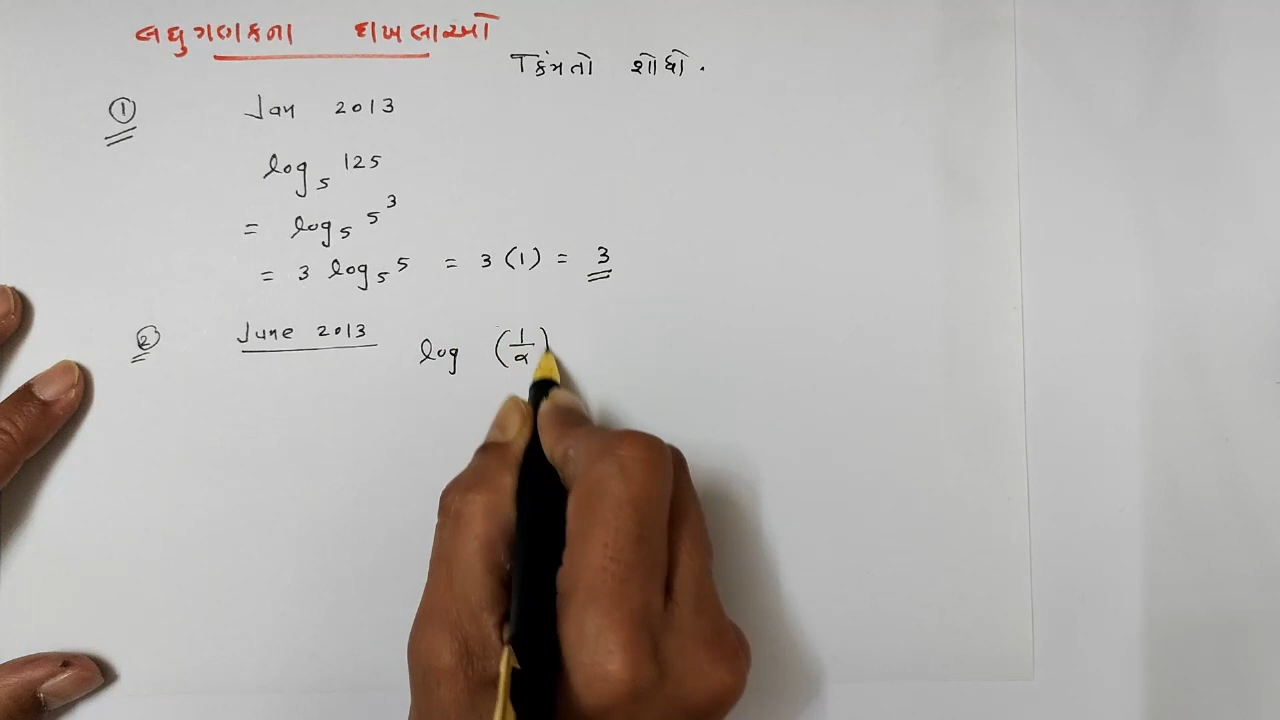 લઘુગણકના દાખલાઓ
કિંમતો શોધો.
① Jan 2013
log₅ 125
= log₅ 5³
= 3 log₅ 5 = 3 (1) = 3
② June 2013 log (1/α)